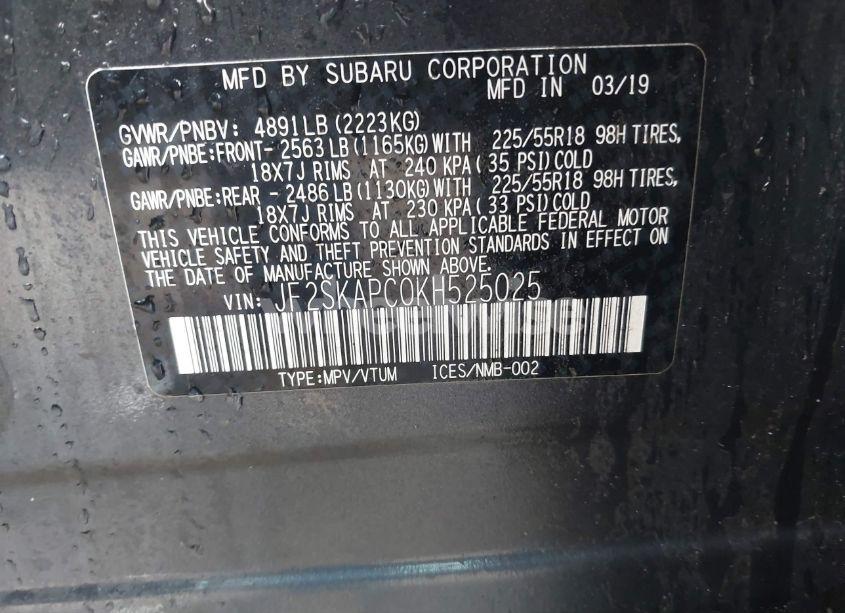 MFD BY SUBARU CORPORATION
MFD IN 03/19
GVWR/PNBV: 4891LB(2223KG)
GAWR/PNBE:FRONT- 2563LB(1165KG)WITH 225/55R18 98H TIRES,
18X7J RIMS AT 240 KPA( 35 PSI)COLD
GAWR/PNBE:REAR - 2486LB(1130KG)WITH 225/55R18 98H TIRES,
18X7J RIMS AT 230 KPA( 33 PSI)COLD
THIS VEHICLE CONFORMS TO ALL APPLICABLE FEDERAL MOTOR
VEHICLE SAFETY AND THEFT PREVENTION STANDARDS IN EFFECT ON
THE DATE OF MANUFACTURE SHOWN ABOVE.
VIN: JF2SKAPC0KH525025
TYPE:MPV/VTUM ICES/NMB-002